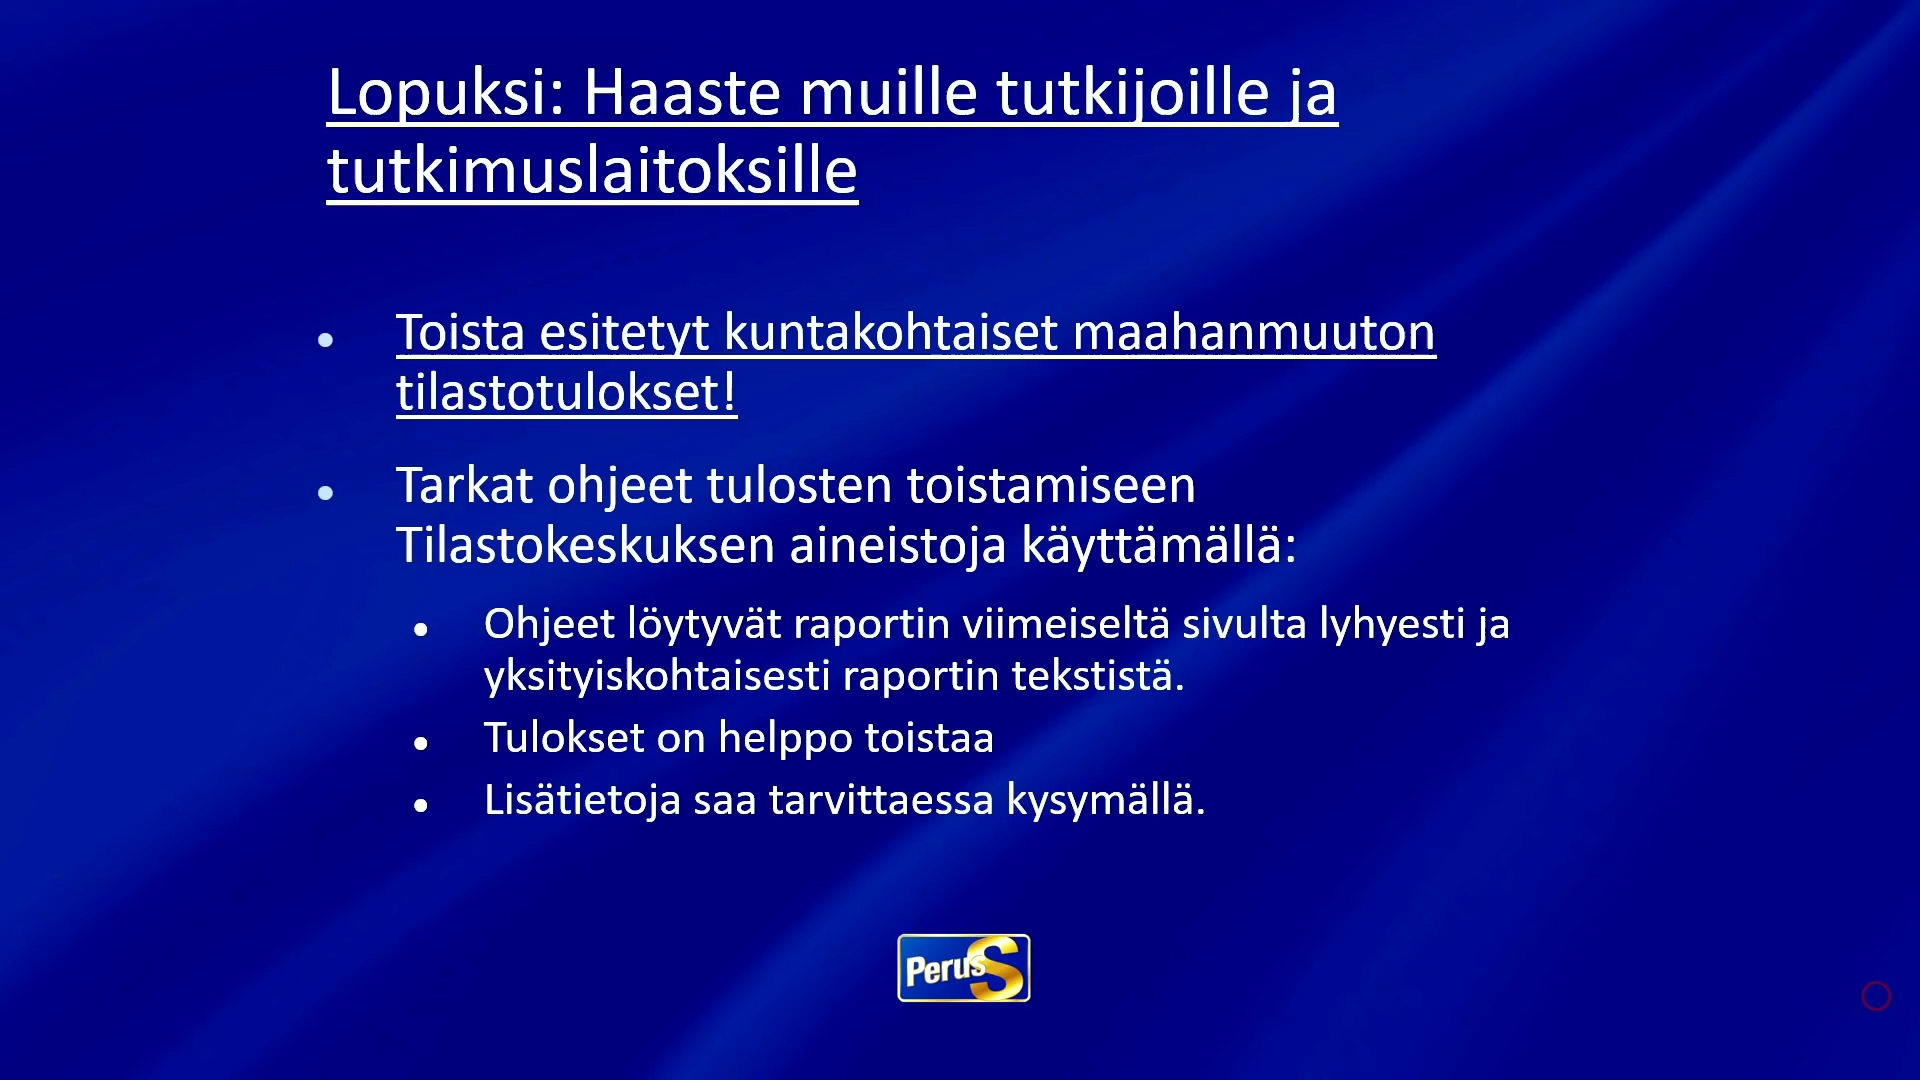 Lopuksi: Haaste muille tutkijoille ja
tutkimuslaitoksille
Toista esitetyt kuntakohtaiset maahanmuuton
tilastotulokset!
Tarkat ohjeet tulosten toistamiseen
Tilastokeskuksen aineistoja käyttämällä:
Ohjeet löytyvät raportin viimeiseltä sivulta lyhyesti ja
yksityiskohtaisesti raportin tekstistä.
Tulokset on helppo toistaa
Lisätietoja saa tarvittaessa kysymällä.
PerusS